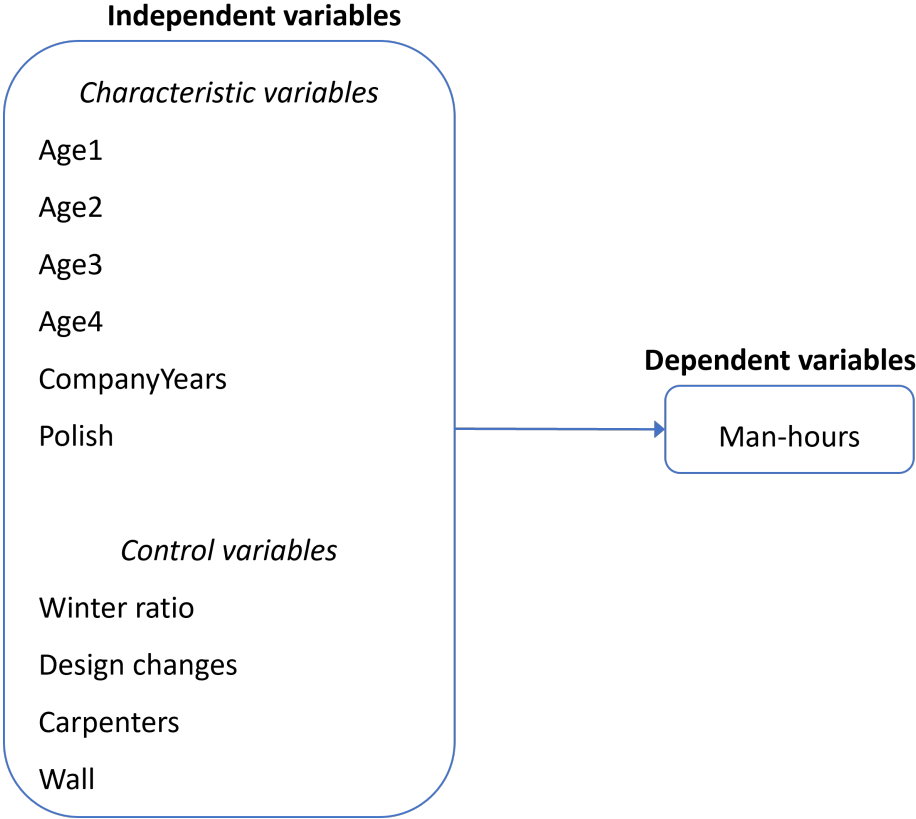 Independent variables
Characteristic variables
Age1
Age2
Age3
Age4
CompanyYears
Polish
Control variables
Winter ratio
Design changes
Carpenters
Wall
Dependent variables
Man-hours